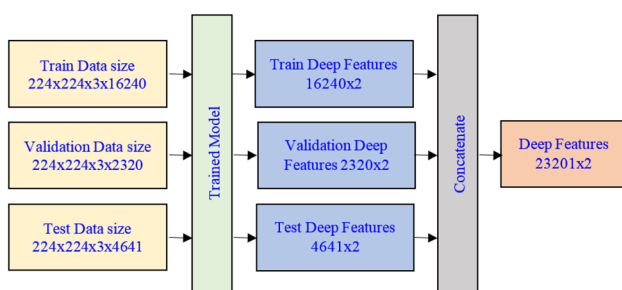 Train Data size
224x224x3x16240
Validation Data size
224x224x3x2320
Test Data size
224x224x3x4641
Trained Model
Train Deep Features
16240x2
Validation Deep
Features 2320x2
Test Deep Features
4641x2
Concatenate
Deep Features
23201x2